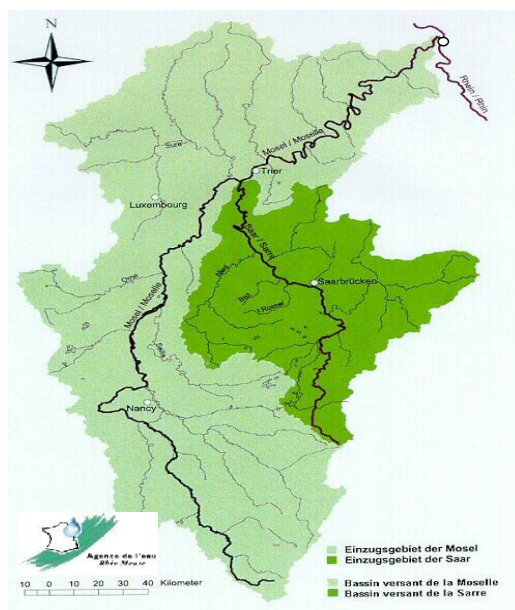 N
Rhein / Rhin
Mosel / Moselle
Sure
Trier
Luxembourg
Saar / Sarre
Orne
Nied
Saarbrücken
Mosel / Moselle
Bist
Rossel
Seille
Nancy
Agence de l'eau
Rhin-Meuse
Einzugsgebiet der Mosel
Einzugsgebiet der Saar
Bassin versant de la Moselle
Bassin versant de la Sarre
10 0 10 20 30 40 Kilometer